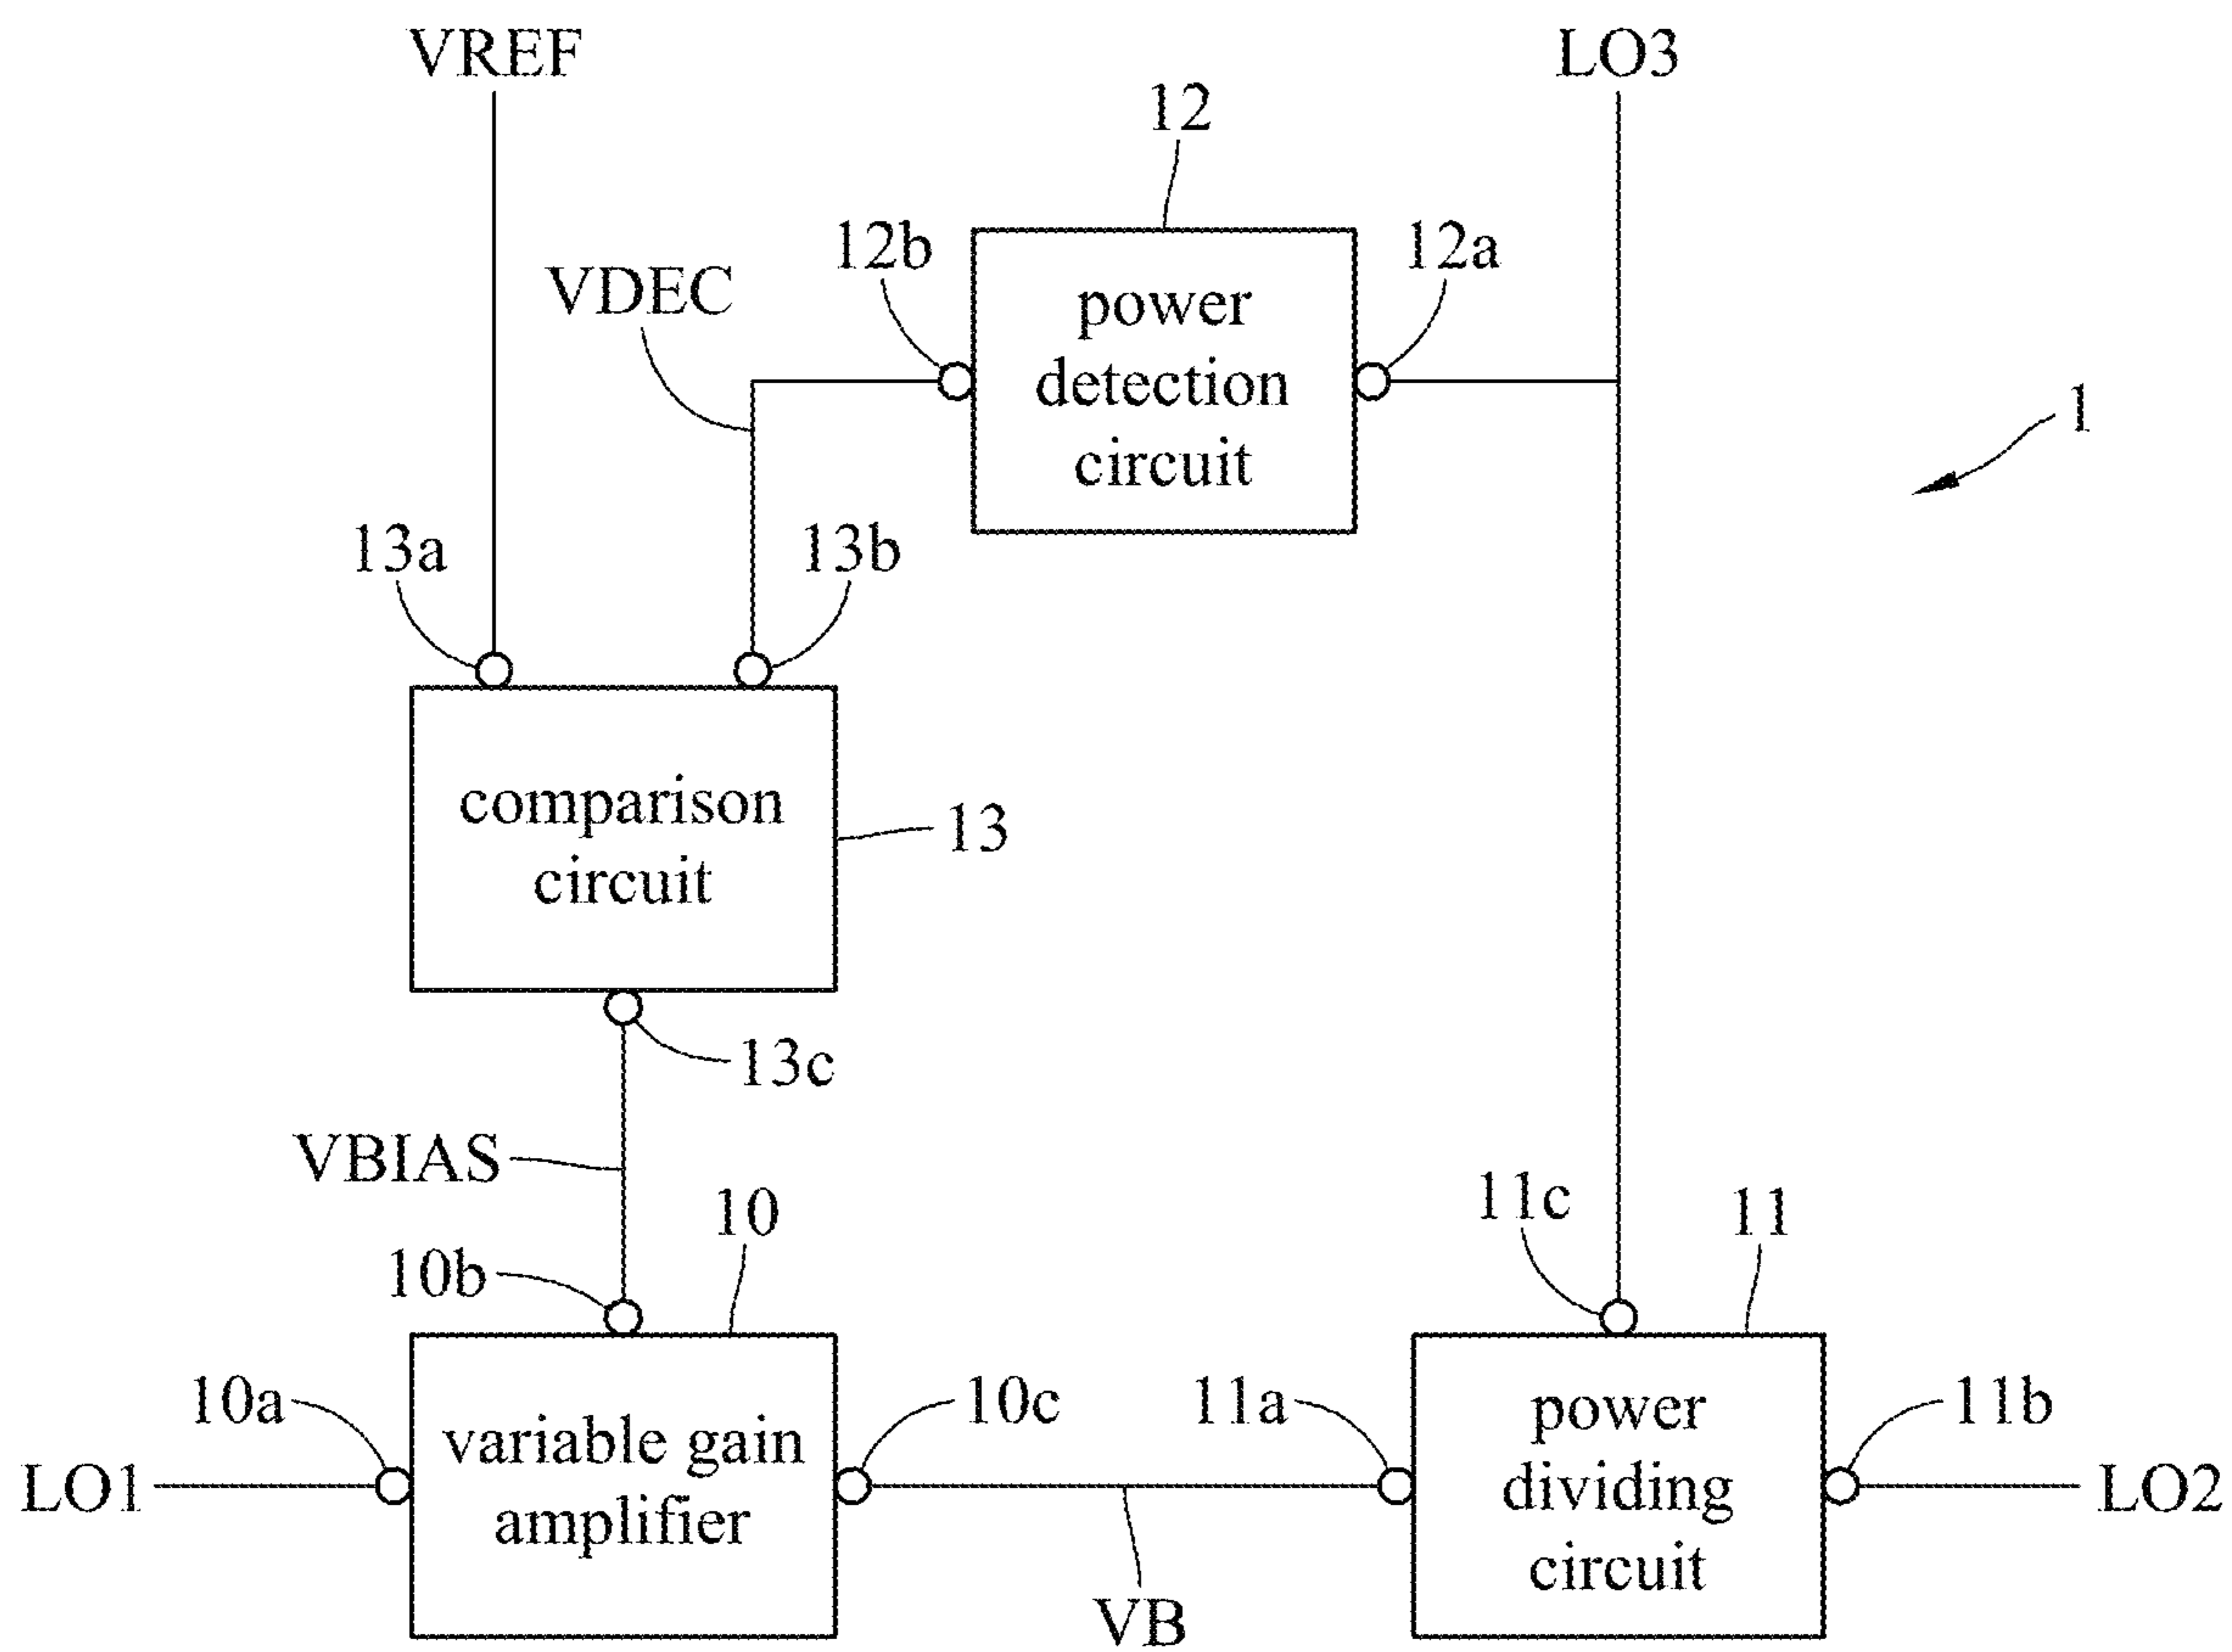 VREF
LO3
12
12b
12a
VDEC
power
detection
circuit
1
13a
13b
comparison
circuit
13
13c
VBIAS
10
11c
11
10b
10a
10c
11a
11b
variable gain
amplifier
power
dividing
circuit
LO1
LO2
VB